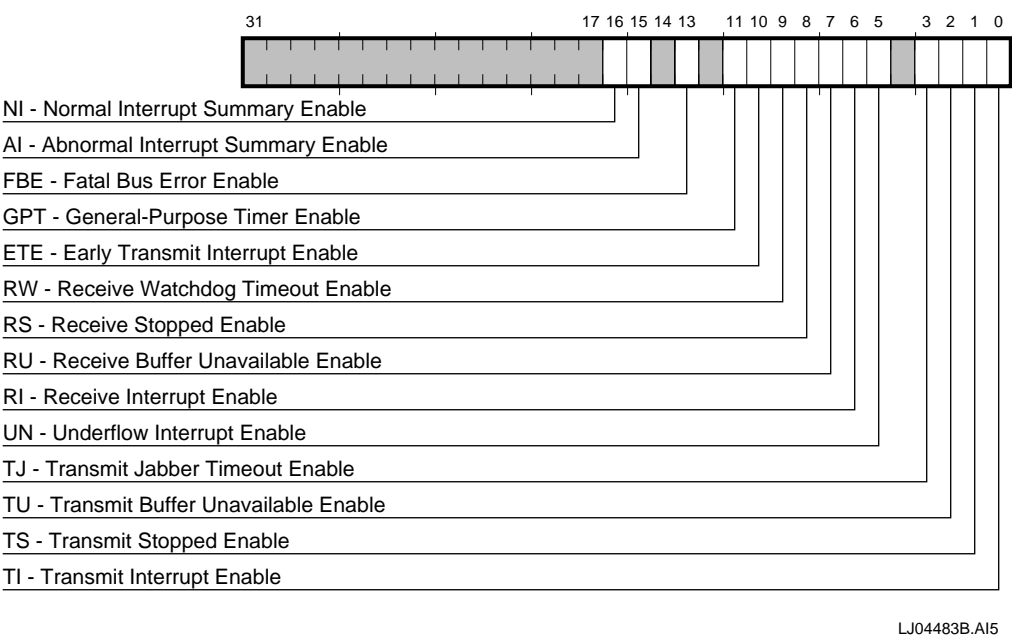 31 17 16 15 14 13 11 10 9 8 7 6 5 3 2 1 0
NI - Normal Interrupt Summary Enable
AI - Abnormal Interrupt Summary Enable
FBE - Fatal Bus Error Enable
GPT - General-Purpose Timer Enable
ETE - Early Transmit Interrupt Enable
RW - Receive Watchdog Timeout Enable
RS - Receive Stopped Enable
RU - Receive Buffer Unavailable Enable
RI - Receive Interrupt Enable
UN - Underflow Interrupt Enable
TJ - Transmit Jabber Timeout Enable
TU - Transmit Buffer Unavailable Enable
TS - Transmit Stopped Enable
TI - Transmit Interrupt Enable
LJ04483B.AI5